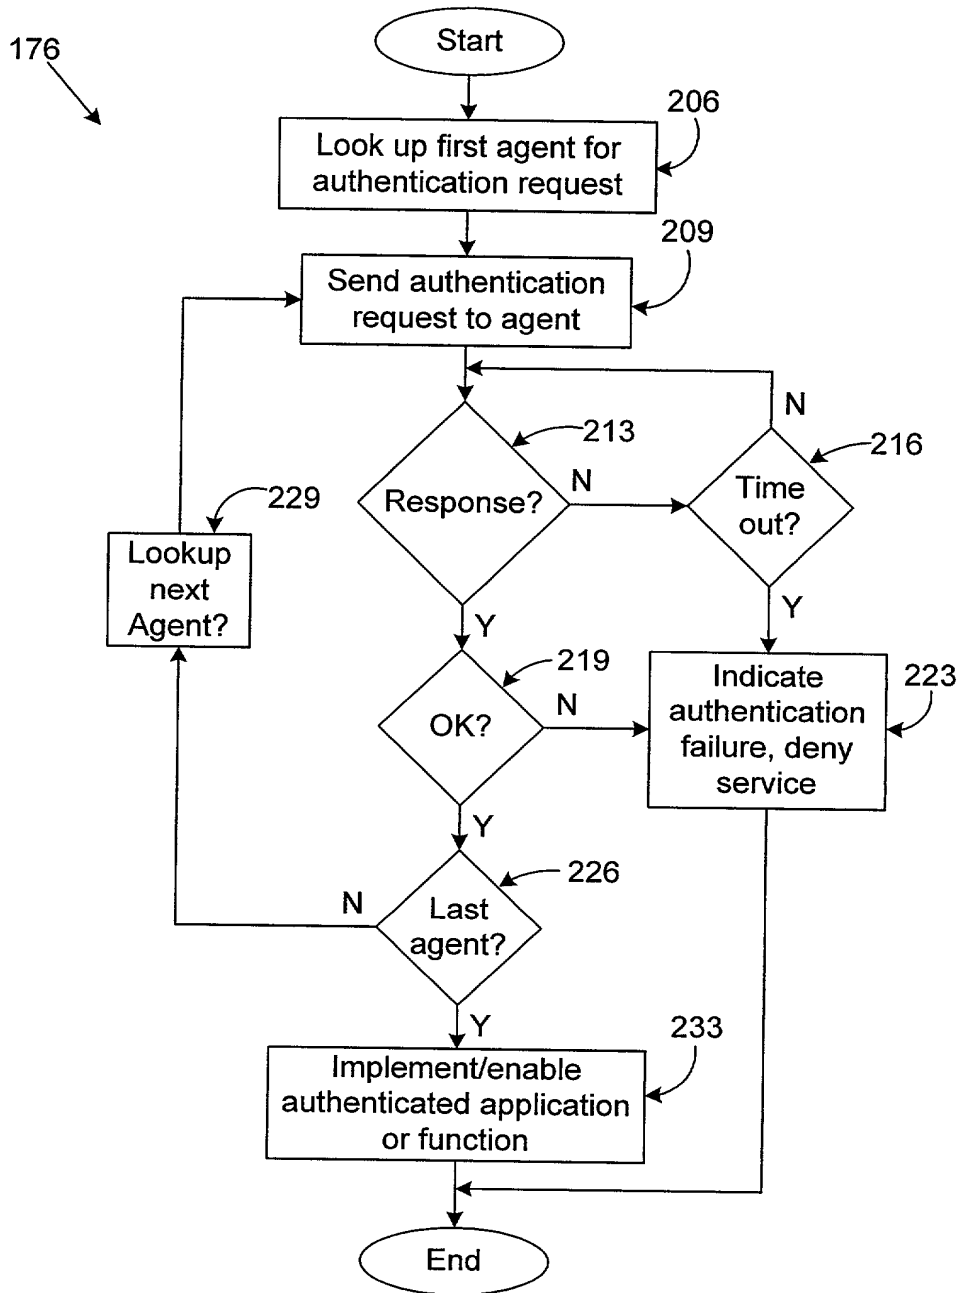 Start
176
206
Look up first agent for
authentication request
209
Send authentication
request to agent
N
213
216
Response?
N
Time
out?
229
Lookup
next
Agent?
Y
Y
219
223
OK?
N
Indicate
authentication
failure, deny
service
Y
226
N
Last
agent?
Y
233
Implement/enable
authenticated application
or function
End